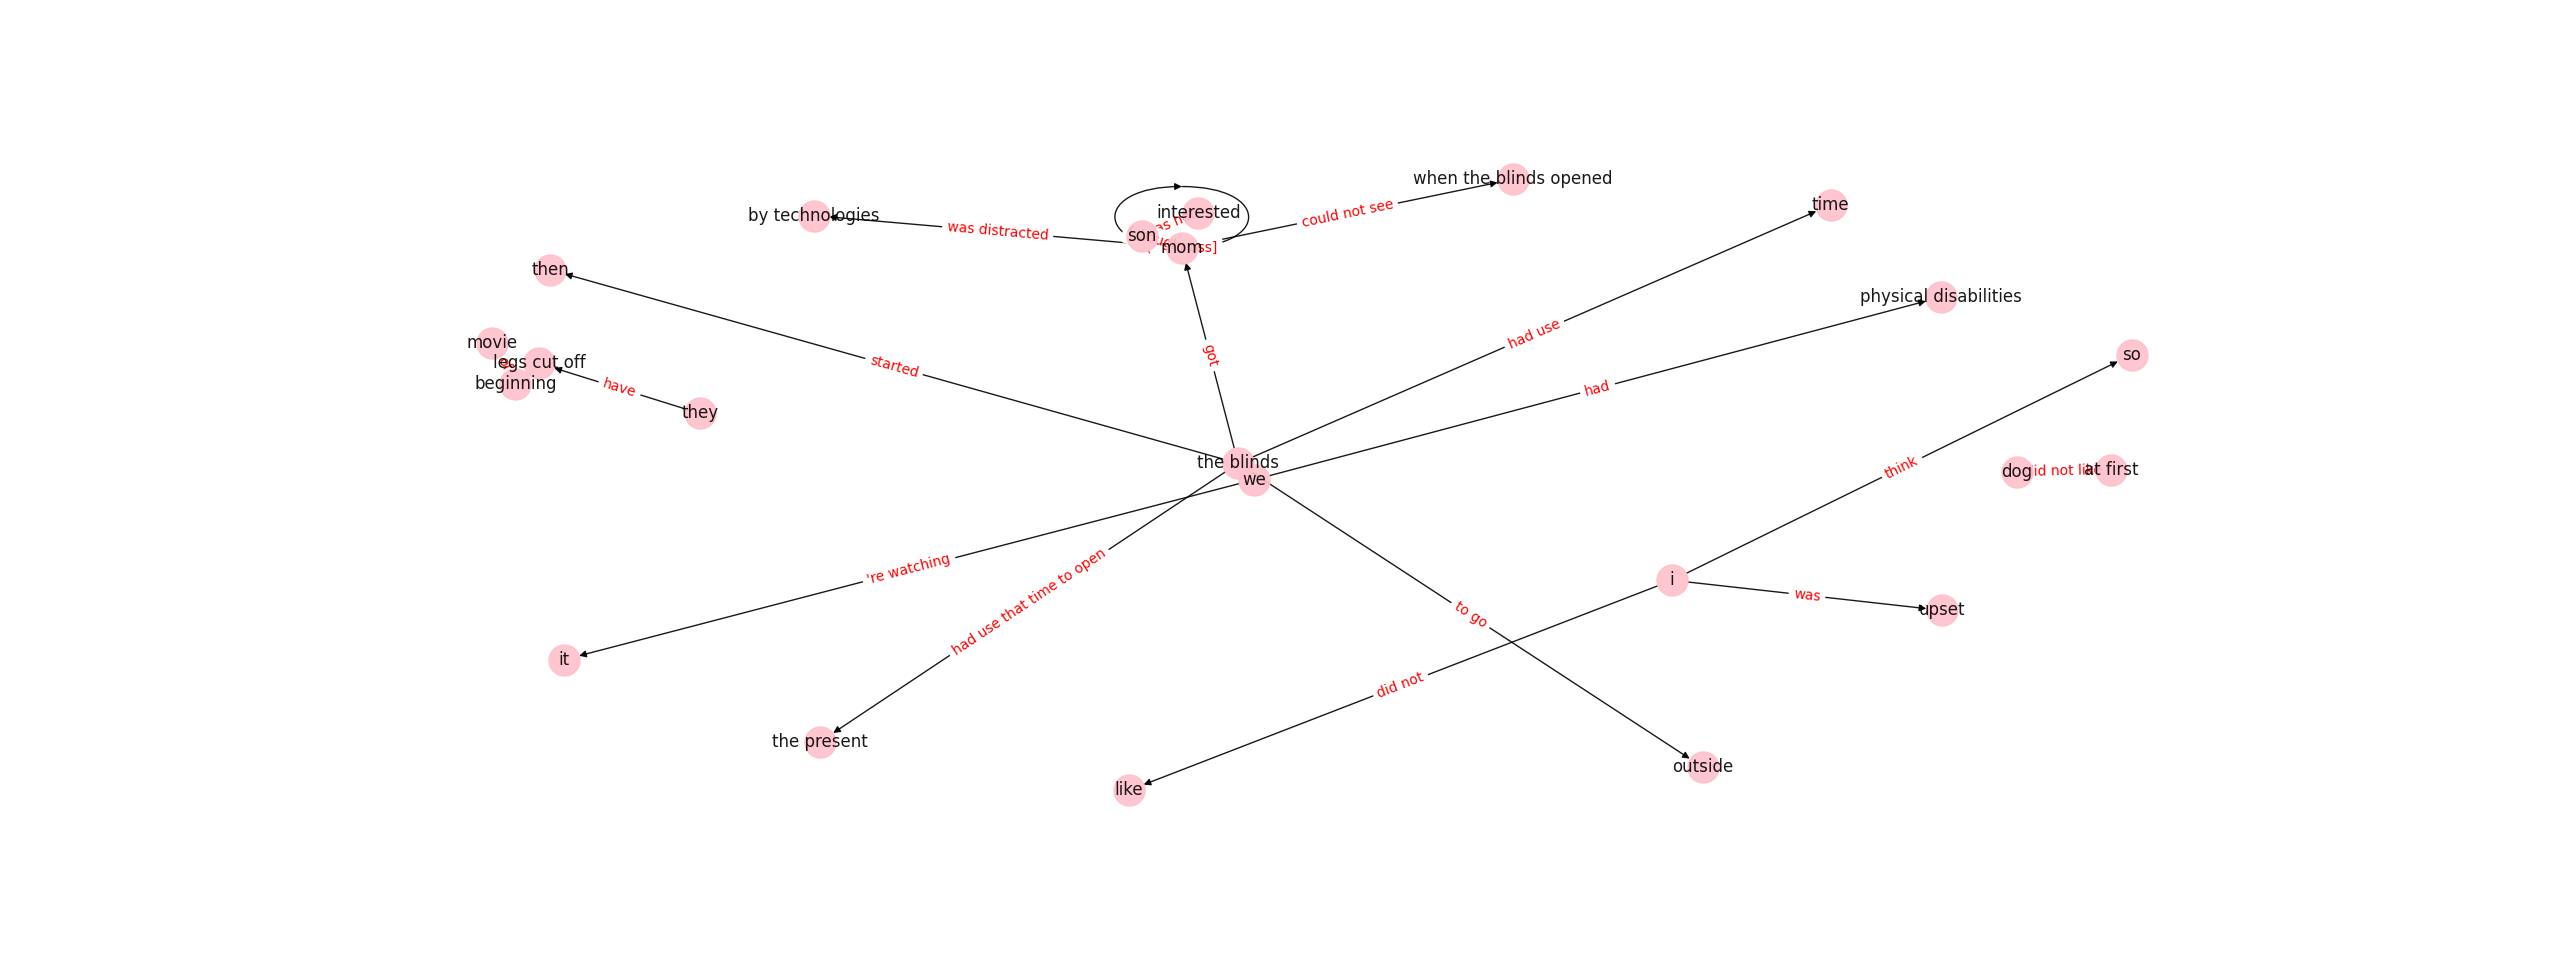 when the blinds opened
time
could not see
interested
by technologies
was distracted
son
mom
then
physical disabilities
had use
movie
got
so
legs cut off
started
beginning
have
had
they
the blinds
think
dog
at first
we
're watching
i
was
upset
had use that time to open
to go
it
did not
the present
outside
like